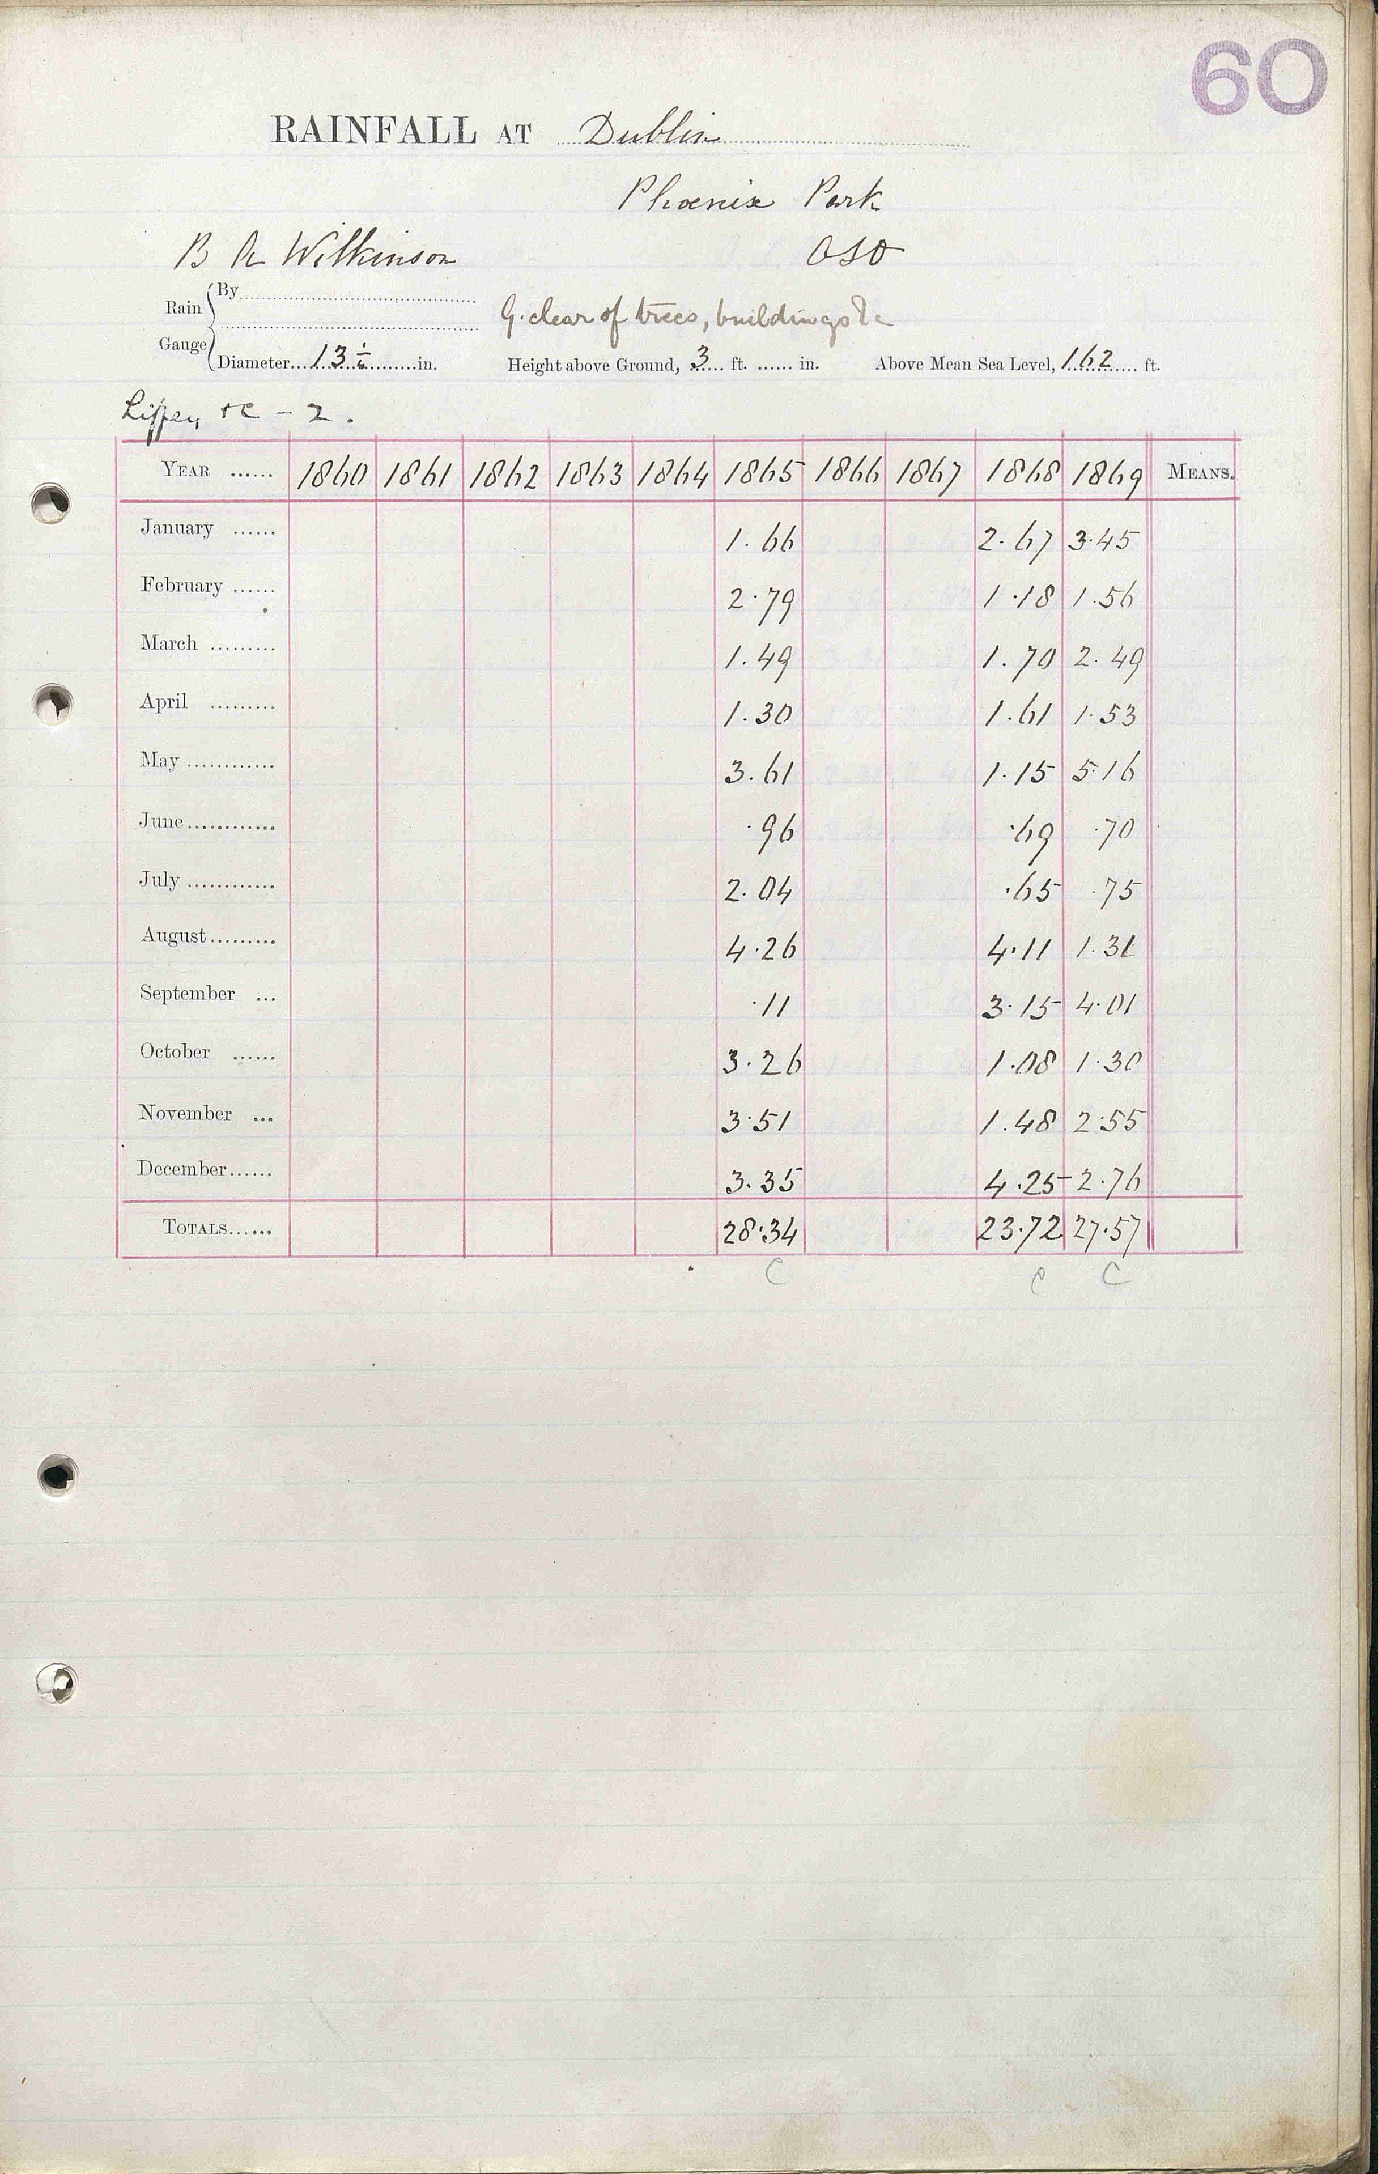 60
RAINFALL AT Dublin
Phoenix Park
B A Wilkinson OSO
Rain Gauge { By
G. clear of trees, buildings &c
Diameter 13 in. Height above Ground, 3 ft. in. Above Mean Sea Level, 162 ft.
Liffey &c - 2.
YEAR 1860 1861 1862 1863 1864 1865 1866 1867 1868 1869 MEANS.
January 1.66 2.67 3.45
February 2.79 1.18 1.56
March 1.49 1.70 2.49
April 1.30 1.61 1.53
May 3.61 1.15 5.16
June .96 .69 .70
July 2.04 .65 .75
August 4.26 4.11 1.31
September .11 3.15 4.01
October 3.26 1.08 1.30
November 3.51 1.48 2.55
December 3.35 4.25 2.76
TOTALS 28.34 23.72 27.57
C C C